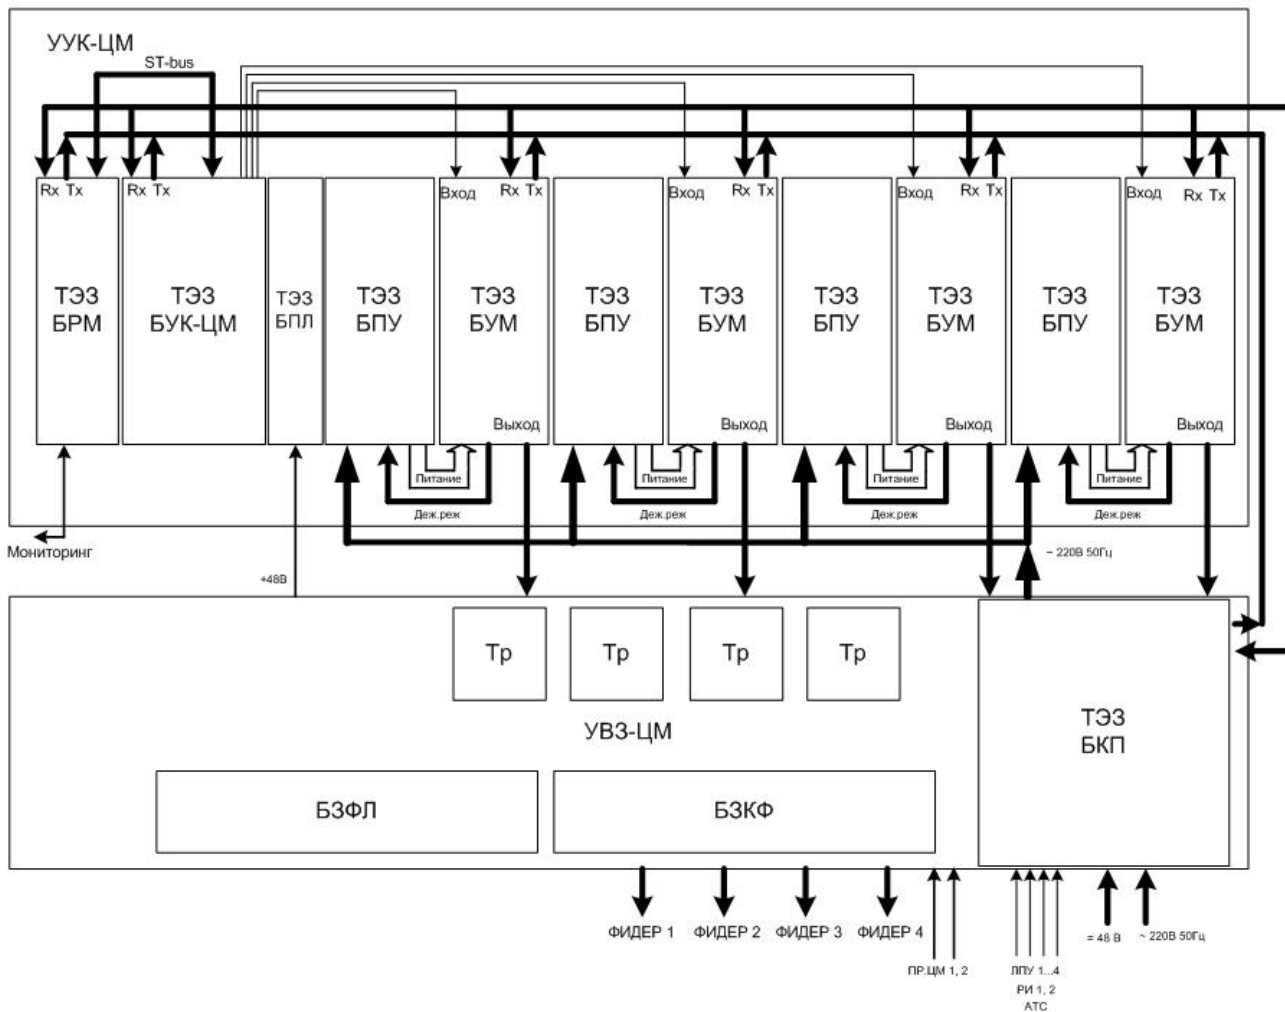 УУК-ЦМ
ST-bus
Rx Tx
Rx Tx
Вход
Rx Tx
Вход
Rx Tx
Вход
Rx Tx
Вход
Rx Tx
ТЭЗ
БРМ
ТЭЗ
БУК-ЦМ
ТЭЗ
БПЛ
ТЭЗ
БПУ
ТЭЗ
БУМ
ТЭЗ
БПУ
ТЭЗ
БУМ
ТЭЗ
БПУ
ТЭЗ
БУМ
ТЭЗ
БПУ
ТЭЗ
БУМ
Выход
Выход
Выход
Выход
Питание
Питание
Питание
Питание
Деж.реж
Деж.реж
Деж.реж
Деж.реж
Мониторинг
~ 220В 50Гц
+48В
Тр
Тр
Тр
Тр
УВЗ-ЦМ
ТЭЗ
БКП
БЗФЛ
БЗКФ
ФИДЕР 1
ФИДЕР 2
ФИДЕР 3
ФИДЕР 4
= 48 В
~ 220В 50Гц
ПР.ЦМ 1, 2
ЛПУ 1...4
РИ 1, 2
АТС